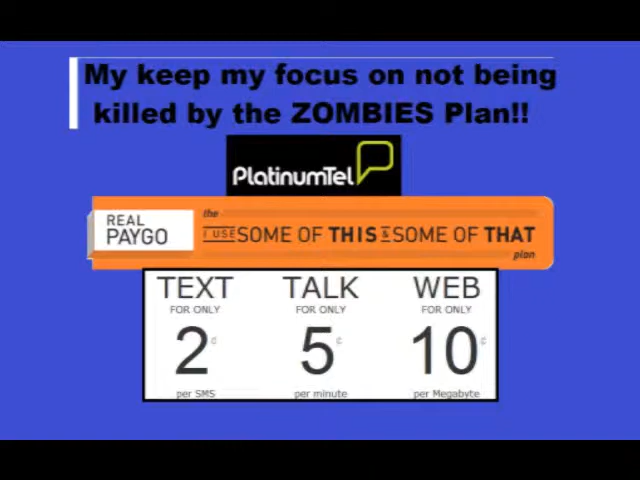 My keep my focus on not being
killed by the ZOMBIES Plan!!
PlatinumTel
REAL
PAYGO
the
I USE SOME OF THIS & SOME OF THAT
plan
TEXT TALK WEB
FOR ONLY FOR ONLY FOR ONLY
2¢ 5¢ 10¢
per SMS per minute per Megabyte